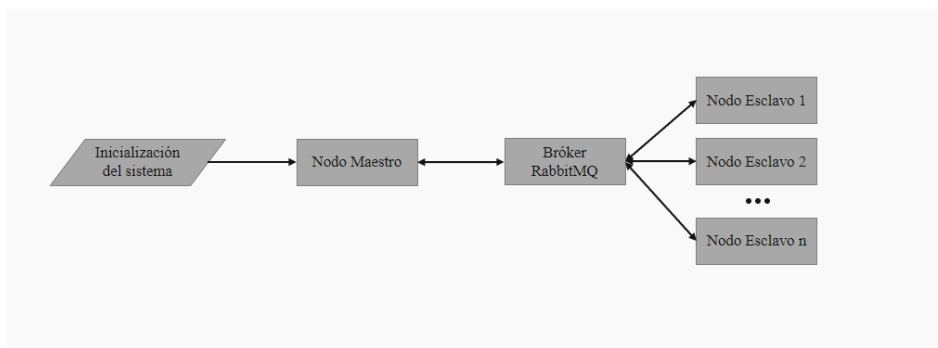 Inicialización
del sistema
Nodo Maestro
Bróker
RabbitMQ
Nodo Esclavo 1
Nodo Esclavo 2
•••
Nodo Esclavo n